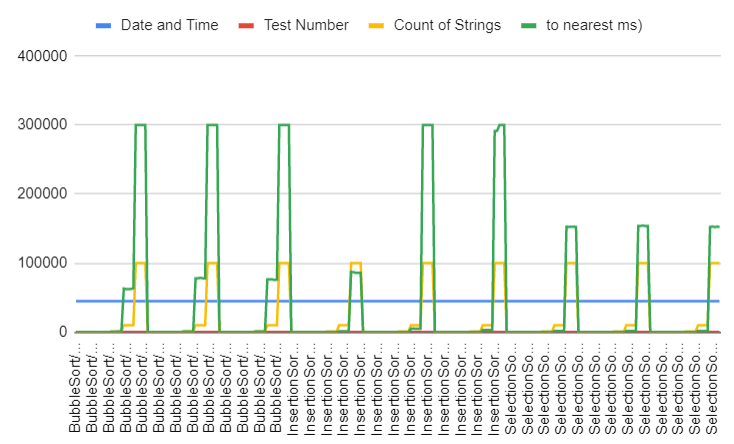 Date and Time
Test Number
Count of Strings
to nearest ms)
400000
300000
200000
100000
0
BubbleSort/...
BubbleSort/...
BubbleSort/...
BubbleSort/...
BubbleSort/...
BubbleSort/...
BubbleSort/...
BubbleSort/...
BubbleSort/...
BubbleSort/...
BubbleSort/...
BubbleSort/...
BubbleSort/...
InsertionSor...
InsertionSor...
InsertionSor...
InsertionSor...
InsertionSor...
InsertionSor...
InsertionSor...
InsertionSor...
InsertionSor...
InsertionSor...
InsertionSor...
InsertionSor...
InsertionSor...
SelectionSo...
SelectionSo...
SelectionSo...
SelectionSo...
SelectionSo...
SelectionSo...
SelectionSo...
SelectionSo...
SelectionSo...
SelectionSo...
SelectionSo...
SelectionSo...
SelectionSo...